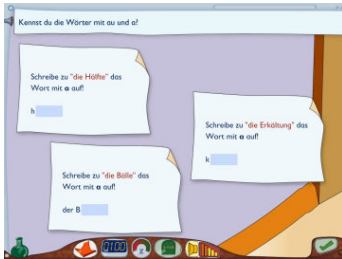 Kennst du die Wörter mit au und a?
Schreibe zu "die Hälfte" das
Wort mit a auf!
h
Schreibe zu "die Erkältung" das
Wort mit a auf!
k
Schreibe zu "die Bälle" das
Wort mit a auf!
der B